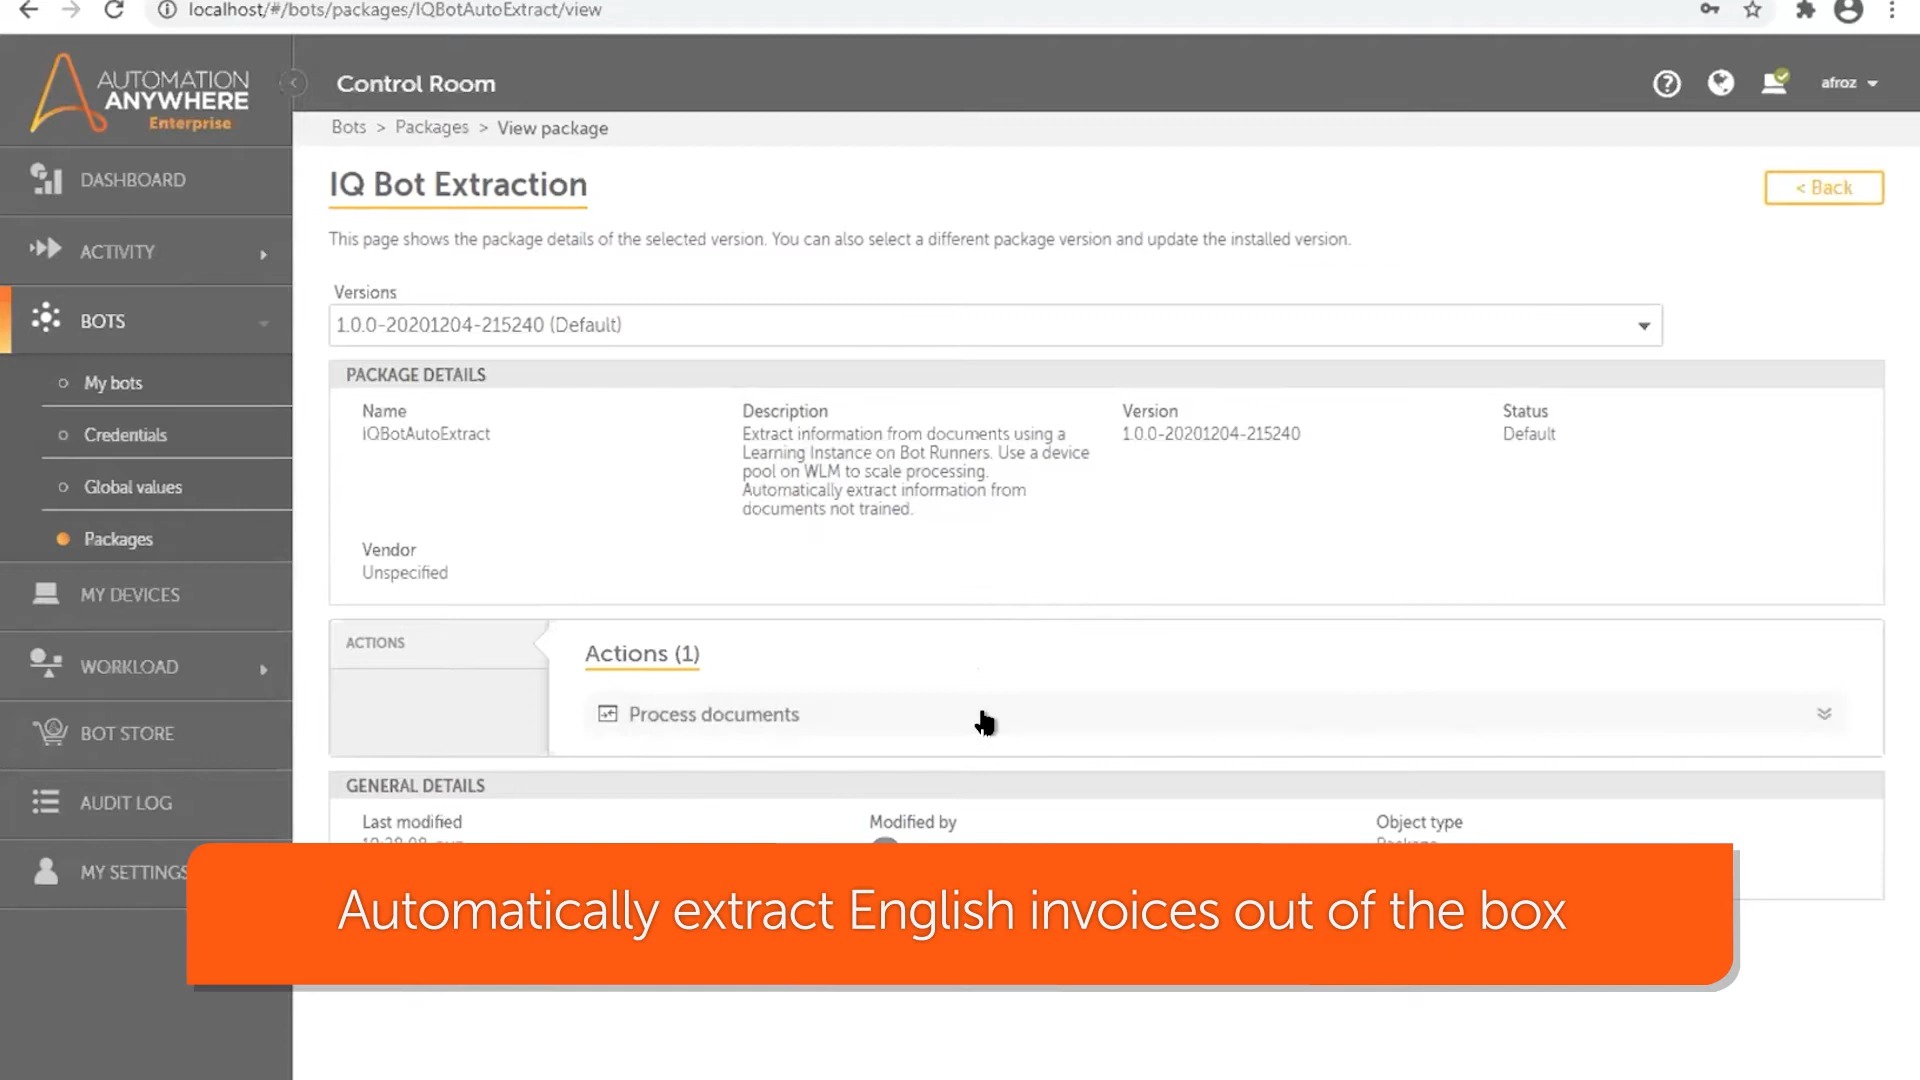 localhost/#/bots/packages/IQBotAutoExtract/view
AUTOMATION
ANYWHERE
Enterprise
Control Room
afroz
Bots > Packages > View package
DASHBOARD
ACTIVITY
BOTS
My bots
Credentials
Global values
Packages
MY DEVICES
WORKLOAD
BOT STORE
AUDIT LOG
MY SETTINGS
IQ Bot Extraction
< Back
This page shows the package details of the selected version. You can also select a different package version and update the installed version.
Versions
1.0.0-20201204-215240 (Default)
PACKAGE DETAILS
Name
IQBotAutoExtract
Description
Extract information from documents using a
Learning Instance on Bot Runners. Use a device
pool on WLM to scale processing.
Automatically extract information from
documents not trained.
Version
1.0.0-20201204-215240
Status
Default
Vendor
Unspecified
ACTIONS
Actions (1)
Process documents
GENERAL DETAILS
Last modified
Modified by
Object type
Package
Automatically extract English invoices out of the box